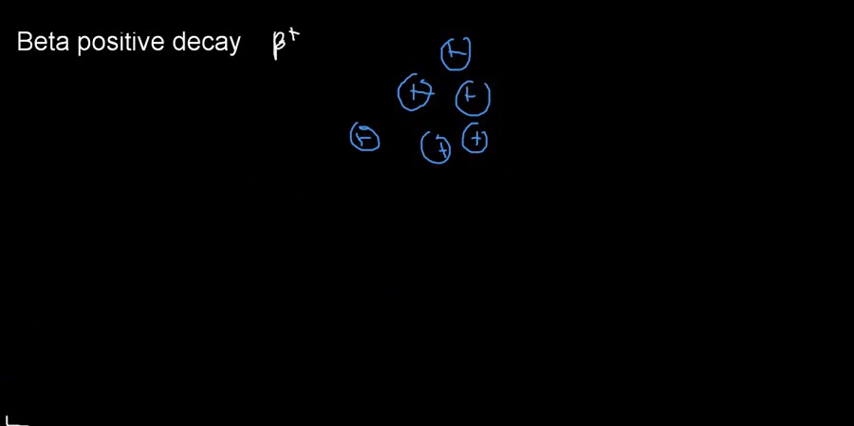 Beta positive decay β⁺
+
+ +
+ + +